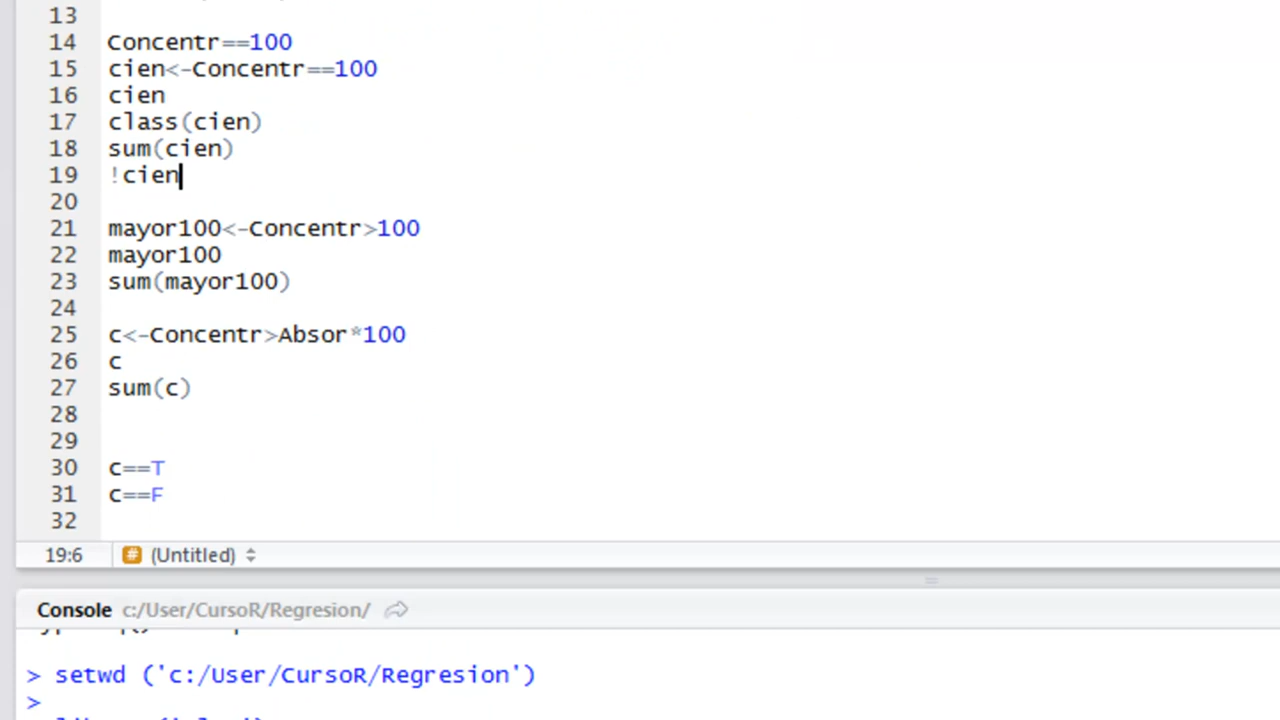 13
14 Concentr==100
15 cien<-Concentr==100
16 cien
17 class(cien)
18 sum(cien)
19 !cien
20
21 mayor100<-Concentr>100
22 mayor100
23 sum(mayor100)
24
25 c<-Concentr>Absor*100
26 c
27 sum(c)
28
29
30 c==T
31 c==F
32
19:6 # (Untitled)
Console c:/User/CursoR/Regresion/
> setwd ('c:/User/CursoR/Regresion')
>